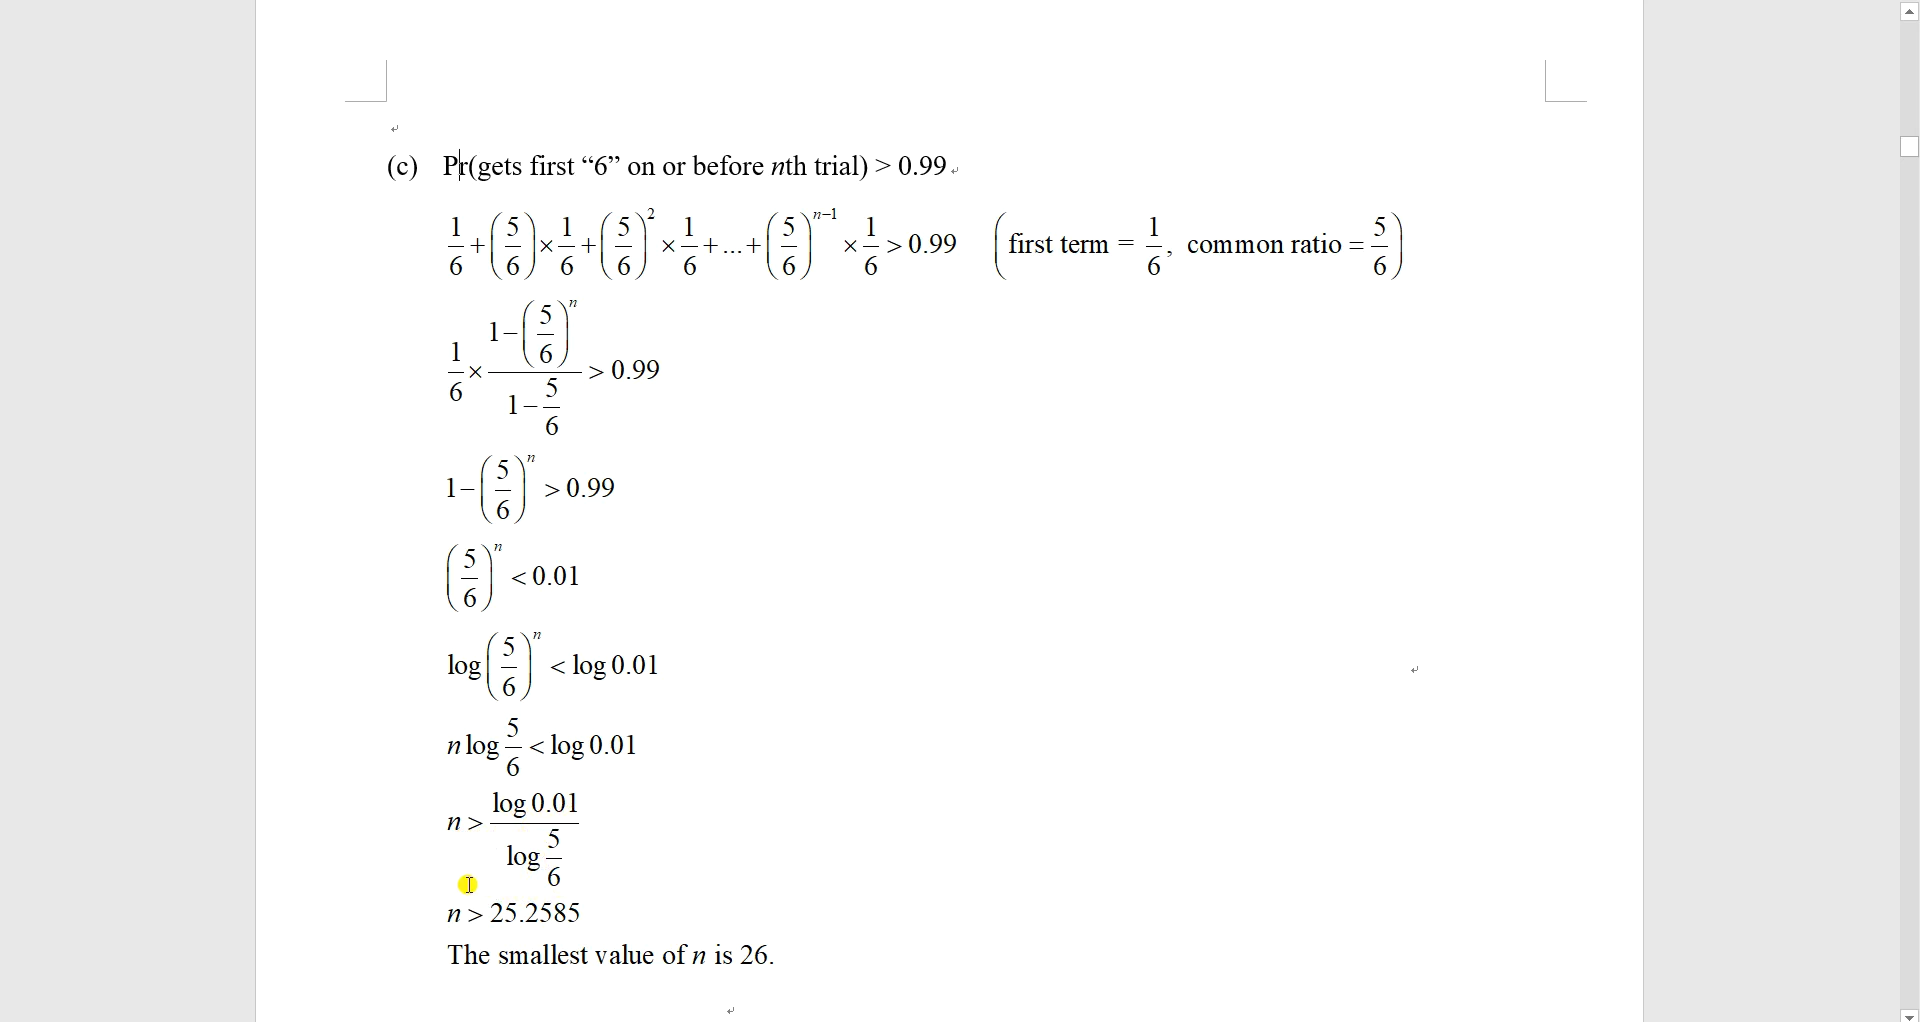 (c) Pr(gets first “6” on or before nth trial) > 0.99
1/6 + (5/6) × 1/6 + (5/6)^2 × 1/6 + ... + (5/6)^(n−1) × 1/6 > 0.99 (first term = 1/6, common ratio = 5/6)
1/6 × (1 − (5/6)^n)/(1 − 5/6) > 0.99
1 − (5/6)^n > 0.99
(5/6)^n < 0.01
log(5/6)^n < log 0.01
n log 5/6 < log 0.01
n > (log 0.01)/(log 5/6)
n > 25.2585
The smallest value of n is 26.